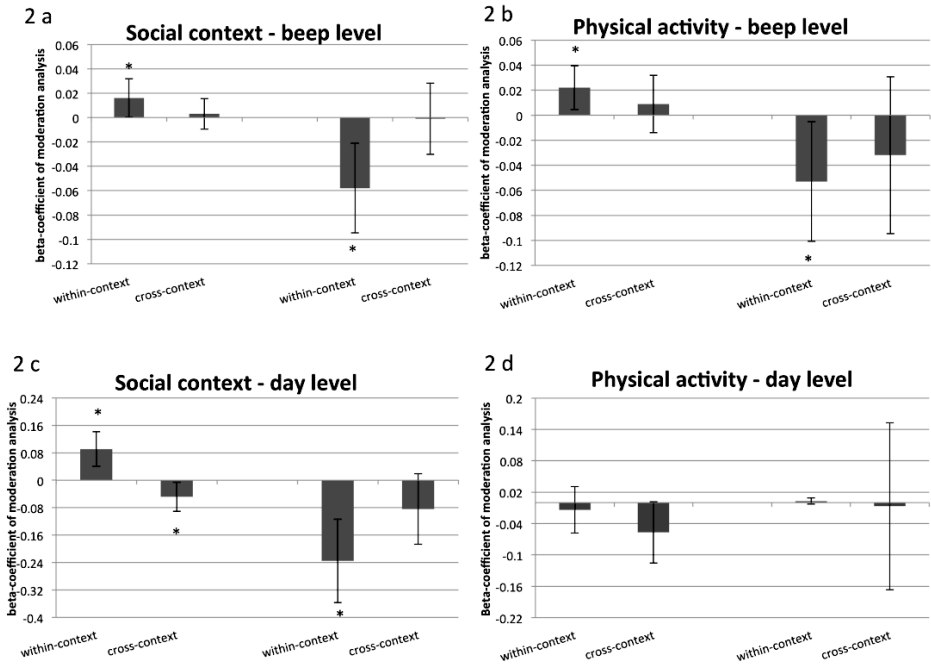 2 a
Social context - beep level
beta-coefficient of moderation analysis
0.06
0.04
0.02
0
-0.02
-0.04
-0.06
-0.08
-0.1
-0.12
*
*
within-context
cross-context
within-context
cross-context
2 b
Physical activity - beep level
beta-coefficient of moderation analysis
0.06
0.04
0.02
0
-0.02
-0.04
-0.06
-0.08
-0.1
-0.12
*
*
within-context
cross-context
within-context
cross-context
2 c
Social context - day level
beta-coefficient of moderation analysis
0.24
0.16
0.08
0
-0.08
-0.16
-0.24
-0.32
-0.4
*
*
*
within-context
cross-context
within-context
cross-context
2 d
Physical activity - day level
Beta-coefficient of moderation analysis
0.2
0.14
0.08
0.02
-0.04
-0.1
-0.16
-0.22
within-context
cross-context
within-context
cross-context